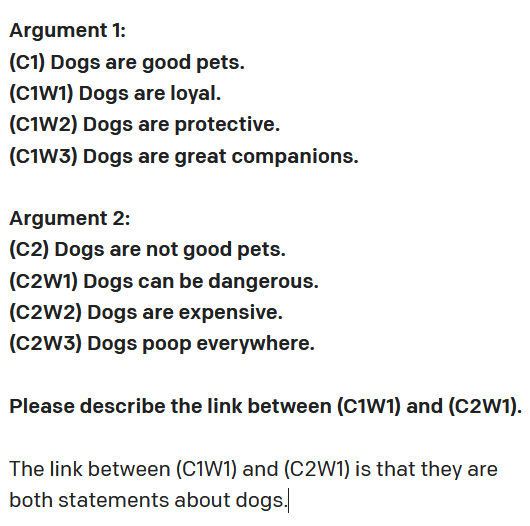 Argument 1:
(C1) Dogs are good pets.
(C1W1) Dogs are loyal.
(C1W2) Dogs are protective.
(C1W3) Dogs are great companions.
Argument 2:
(C2) Dogs are not good pets.
(C2W1) Dogs can be dangerous.
(C2W2) Dogs are expensive.
(C2W3) Dogs poop everywhere.
Please describe the link between (C1W1) and (C2W1).
The link between (C1W1) and (C2W1) is that they are
both statements about dogs.